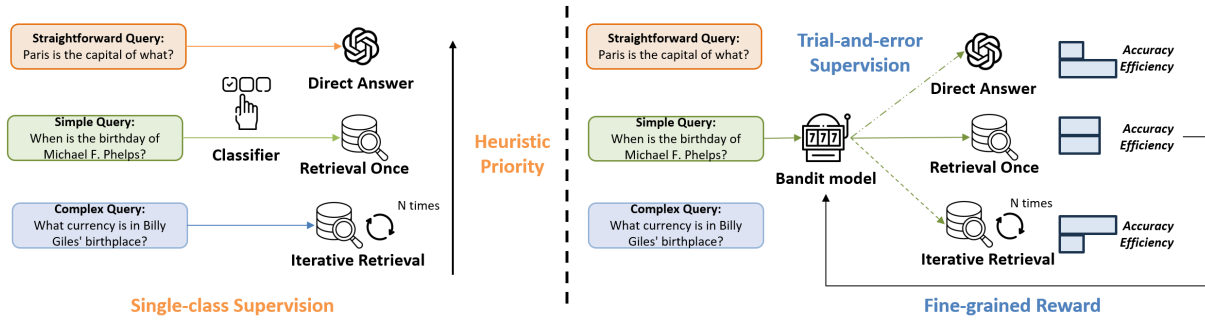 Straightforward Query:
Paris is the capital of what?
Direct Answer
Simple Query:
When is the birthday of
Michael F. Phelps?
Classifier
Retrieval Once
Complex Query:
What currency is in Billy
Giles' birthplace?
N times
Iterative Retrieval
Heuristic
Priority
Single-class Supervision
Straightforward Query:
Paris is the capital of what?
Trial-and-error
Supervision
Direct Answer
Accuracy
Efficiency
Simple Query:
When is the birthday of
Michael F. Phelps?
777
Bandit model
Retrieval Once
Accuracy
Efficiency
Complex Query:
What currency is in Billy
Giles' birthplace?
N times
Iterative Retrieval
Accuracy
Efficiency
Fine-grained Reward